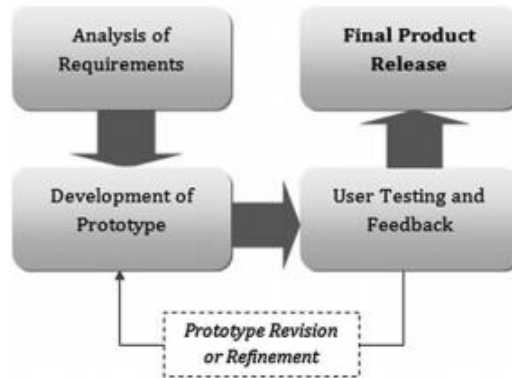 Analysis of
Requirements
Final Product
Release
Development of
Prototype
User Testing and
Feedback
Prototype Revision
or Refinement